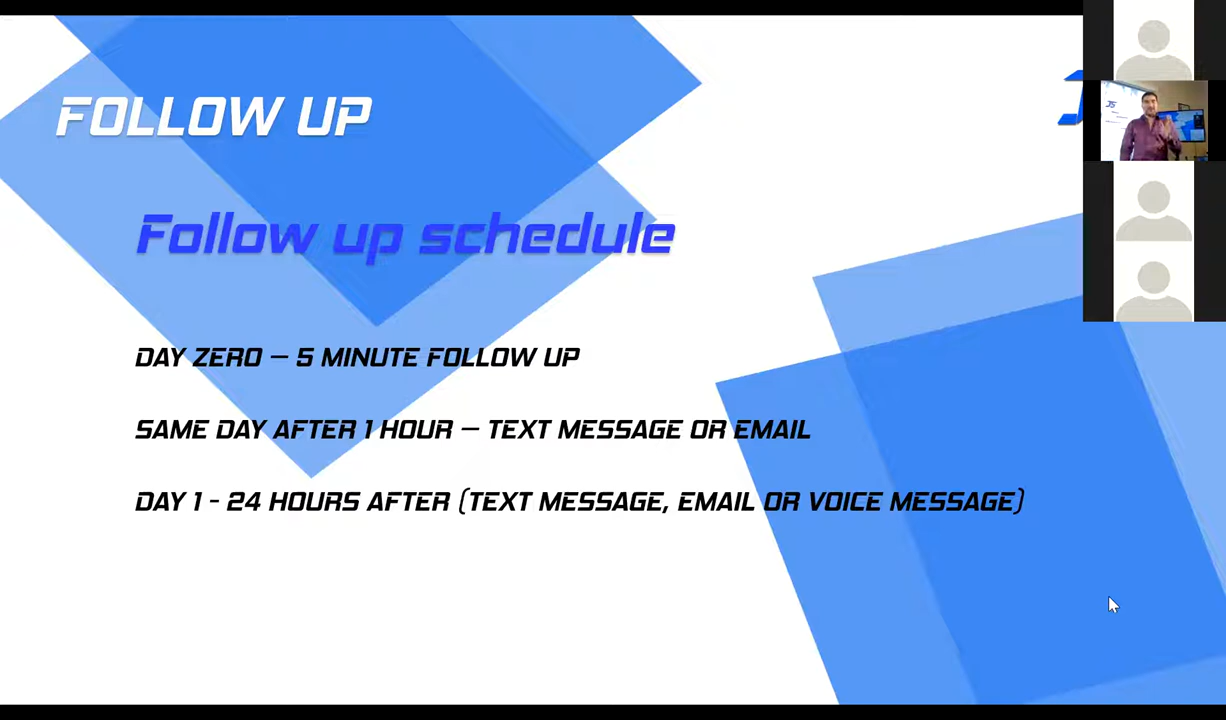 FOLLOW UP
Follow up schedule
DAY ZERO – 5 MINUTE FOLLOW UP
SAME DAY AFTER 1 HOUR – TEXT MESSAGE OR EMAIL
DAY 1 - 24 HOURS AFTER (TEXT MESSAGE, EMAIL OR VOICE MESSAGE)
JS